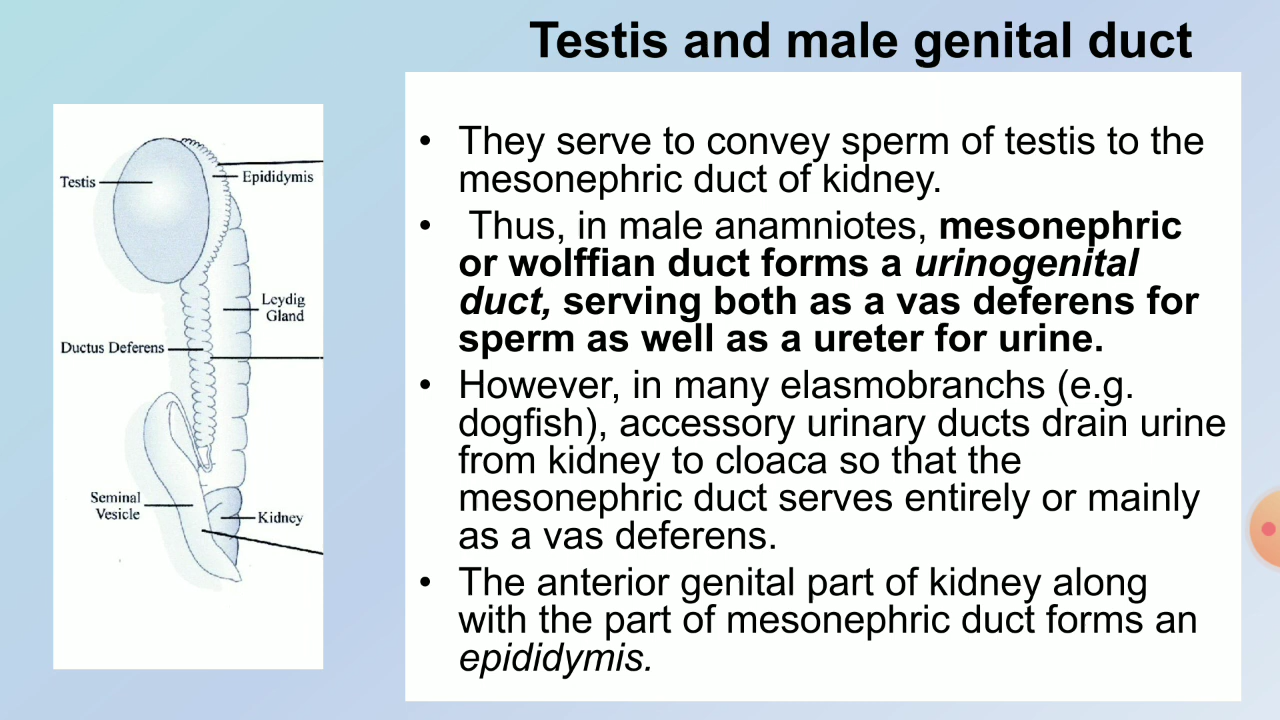 Testis and male genital duct
• They serve to convey sperm of testis to the
mesonephric duct of kidney.
• Thus, in male anamniotes, mesonephric
or wolffian duct forms a urinogenital
duct, serving both as a vas deferens for
sperm as well as a ureter for urine.
• However, in many elasmobranchs (e.g.
dogfish), accessory urinary ducts drain urine
from kidney to cloaca so that the
mesonephric duct serves entirely or mainly
as a vas deferens.
• The anterior genital part of kidney along
with the part of mesonephric duct forms an
epididymis.
Testis
Epididymis
Leydig
Gland
Ductus Deferens
Seminal
Vesicle
Kidney